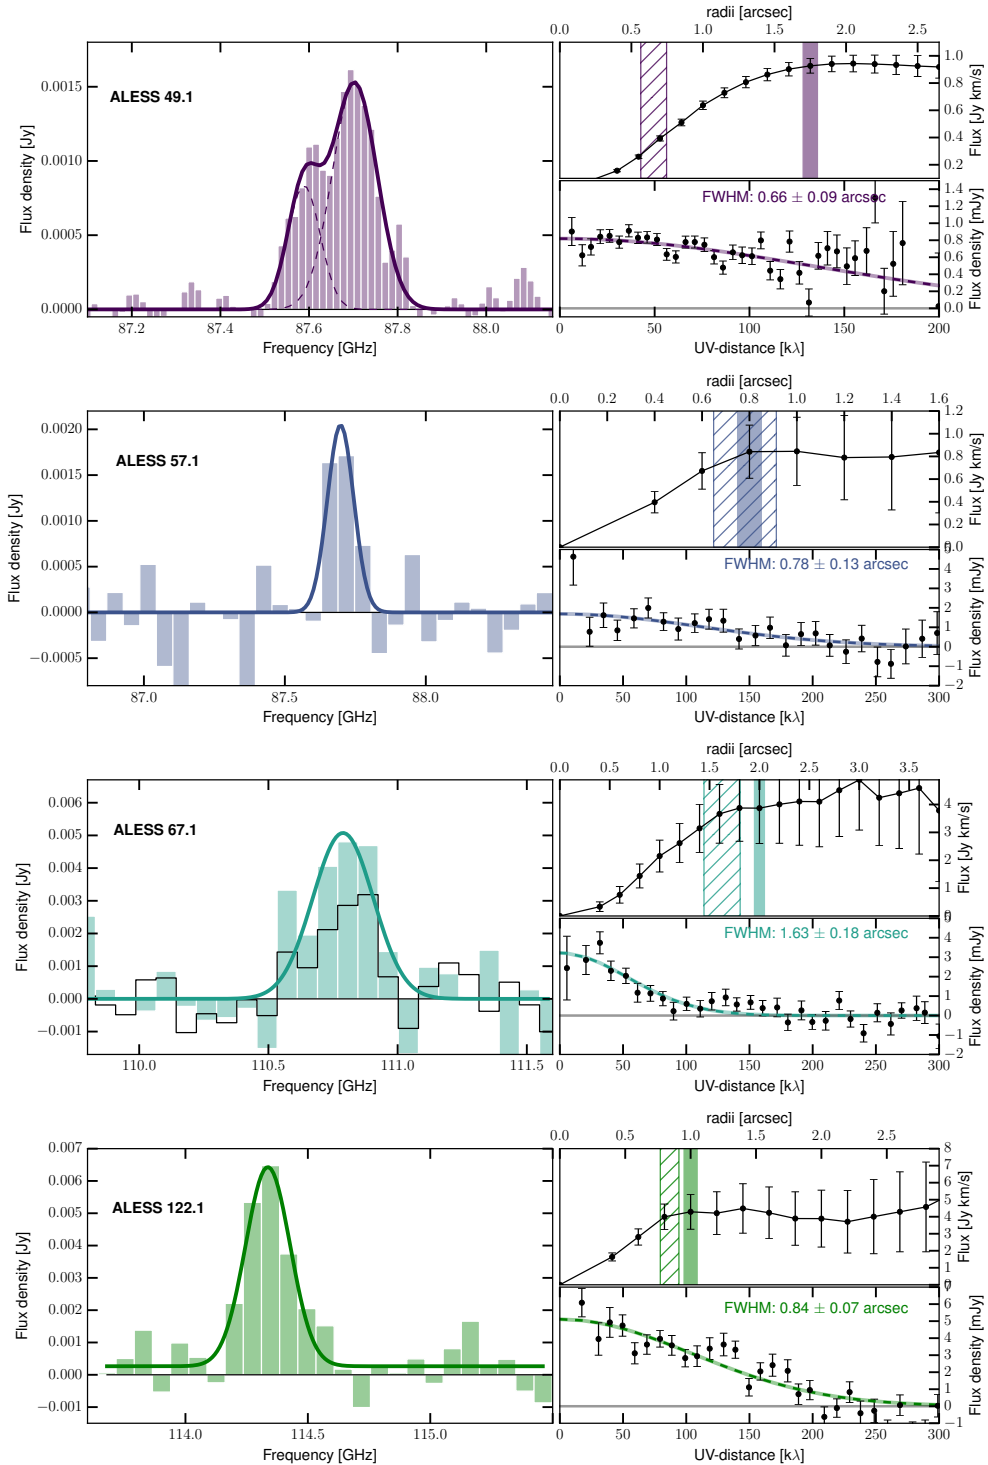 radii [arcsec]
0.0 0.5 1.0 1.5 2.0 2.5
ALESS 49.1
0.0015
0.0010
0.0005
0.0000
Flux density [Jy]
87.2 87.4 87.6 87.8 88.0
Frequency [GHz]
1.0
0.8
0.6
0.4
0.2
Flux [Jy km/s]
FWHM: 0.66 ± 0.09 arcsec
1.4
1.2
1.0
0.8
0.6
0.4
0.2
0.0
Flux density [mJy]
0 50 100 150 200
UV-distance [kλ]
radii [arcsec]
0.0 0.2 0.4 0.6 0.8 1.0 1.2 1.4 1.6
ALESS 57.1
0.0020
0.0015
0.0010
0.0005
0.0000
−0.0005
Flux density [Jy]
87.0 87.5 88.0
Frequency [GHz]
1.2
1.0
0.8
0.6
0.4
0.2
0.0
Flux [Jy km/s]
FWHM: 0.78 ± 0.13 arcsec
5
4
3
2
1
0
−1
−2
Flux density [mJy]
0 50 100 150 200 250 300
UV-distance [kλ]
radii [arcsec]
0.0 0.5 1.0 1.5 2.0 2.5 3.0 3.5
ALESS 67.1
0.006
0.005
0.004
0.003
0.002
0.001
0.000
−0.001
Flux density [Jy]
110.0 110.5 111.0 111.5
Frequency [GHz]
4
3
2
1
0
Flux [Jy km/s]
FWHM: 1.63 ± 0.18 arcsec
5
4
3
2
1
0
−1
−2
Flux density [mJy]
0 50 100 150 200 250 300
UV-distance [kλ]
radii [arcsec]
0.0 0.5 1.0 1.5 2.0 2.5
ALESS 122.1
0.007
0.006
0.005
0.004
0.003
0.002
0.001
0.000
−0.001
Flux density [Jy]
114.0 114.5 115.0
Frequency [GHz]
8
7
6
5
4
3
2
1
0
Flux [Jy km/s]
FWHM: 0.84 ± 0.07 arcsec
7
6
5
4
3
2
1
0
−1
Flux density [mJy]
0 50 100 150 200 250 300
UV-distance [kλ]